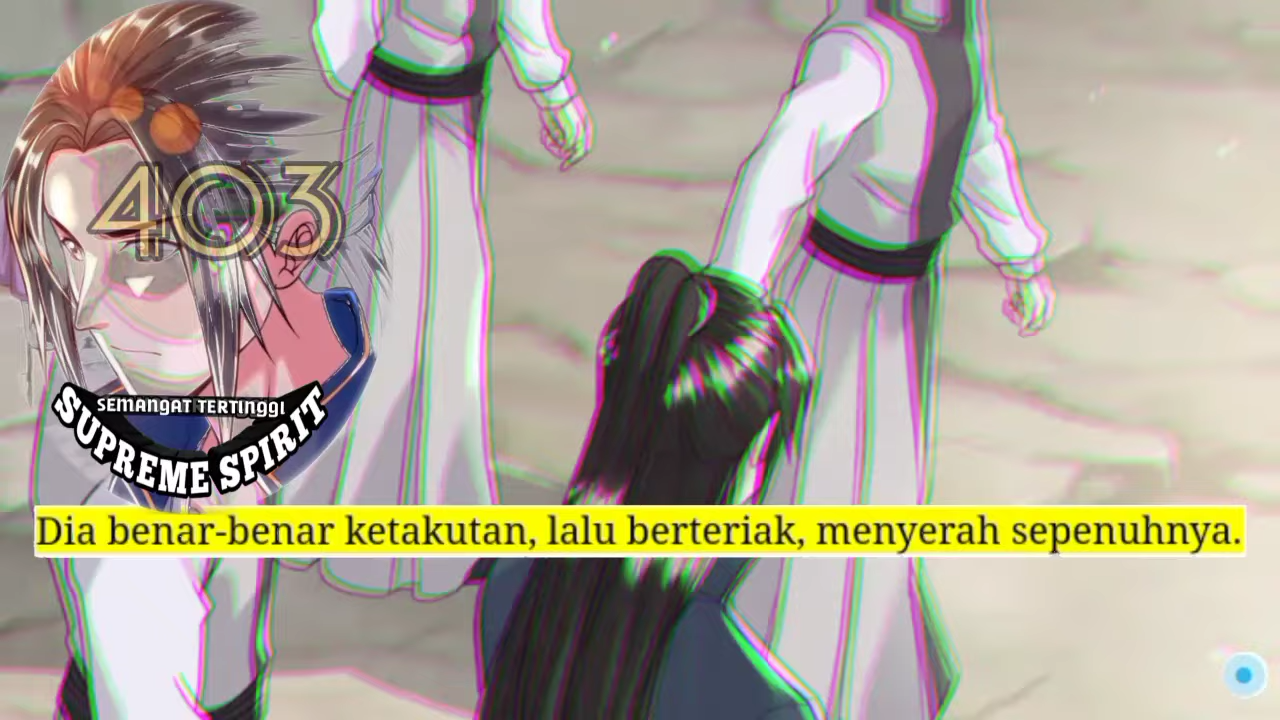 403
SEMANGAT TERTINGGI
SUPREME SPIRIT
Dia benar-benar ketakutan, lalu berteriak, menyerah sepenuhnya.